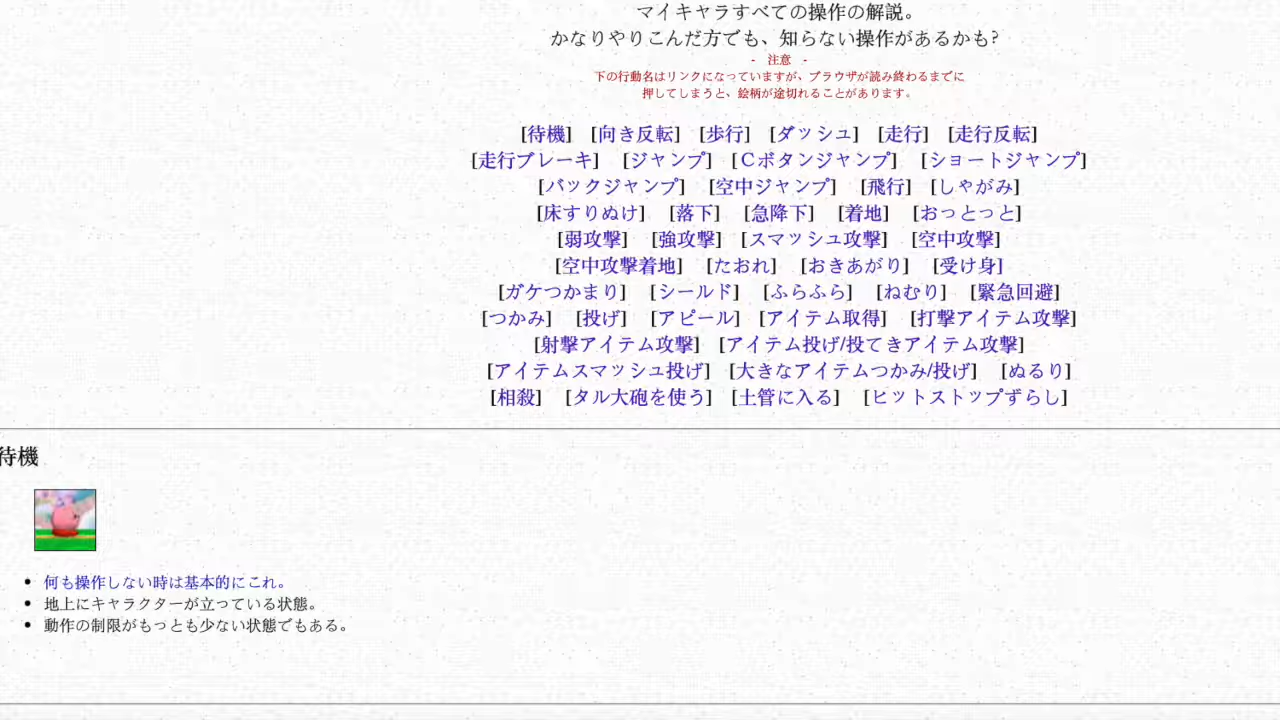 マイキャラすべての操作の解説。
かなりやりこんだ方でも、知らない操作があるかも?
-　注意　-
下の行動名はリンクになっていますが、ブラウザが読み終わるまでに
押してしまうと、絵柄が途切れることがあります。
[待機]　[向き反転]　[歩行]　[ダッシュ]　[走行]　[走行反転]
[走行ブレーキ]　[ジャンプ]　[Ｃボタンジャンプ]　[ショートジャンプ]
[バックジャンプ]　[空中ジャンプ]　[飛行]　[しゃがみ]
[床すりぬけ]　[落下]　[急降下]　[着地]　[おっとっと]
[弱攻撃]　[強攻撃]　[スマッシュ攻撃]　[空中攻撃]
[空中攻撃着地]　[たおれ]　[おきあがり]　[受け身]
[ガケつかまり]　[シールド]　[ふらふら]　[ねむり]　[緊急回避]
[つかみ]　[投げ]　[アピール]　[アイテム取得]　[打撃アイテム攻撃]
[射撃アイテム攻撃]　[アイテム投げ/投てきアイテム攻撃]
[アイテムスマッシュ投げ]　[大きなアイテムつかみ/投げ]　[ぬるり]
[相殺]　[タル大砲を使う]　[土管に入る]　[ヒットストップずらし]
待機
何も操作しない時は基本的にこれ。
地上にキャラクターが立っている状態。
動作の制限がもっとも少ない状態でもある。